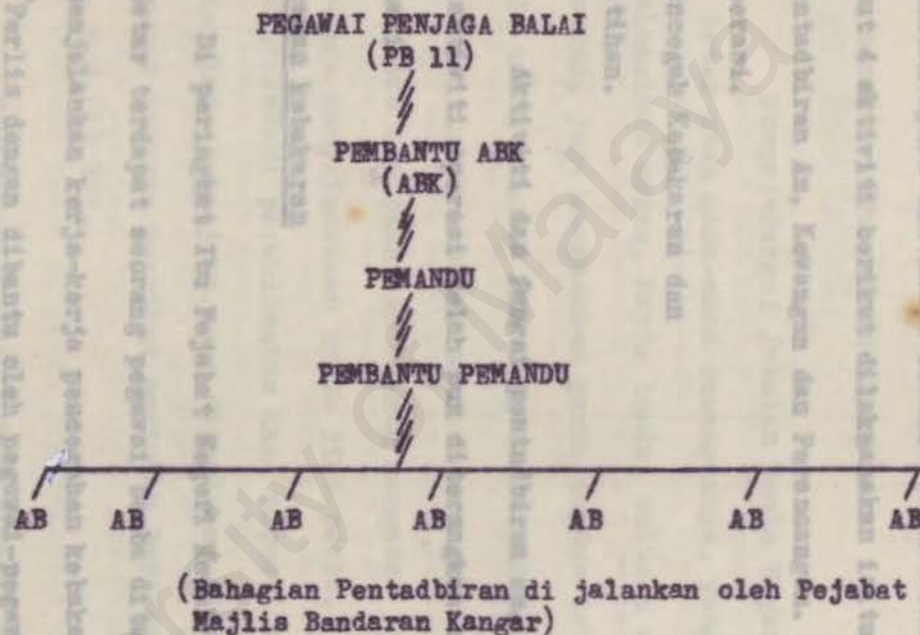 PEGAWAI PENJAGA BALAI
(PB 11)
PEMBANTU ABK
(ABK)
PEMANDU
PEMBANTU PEMANDU
AB AB AB AB AB AB AB
(Bahagian Pentadbiran di jalankan oleh Pejabat
Majlis Bandaran Kangar)